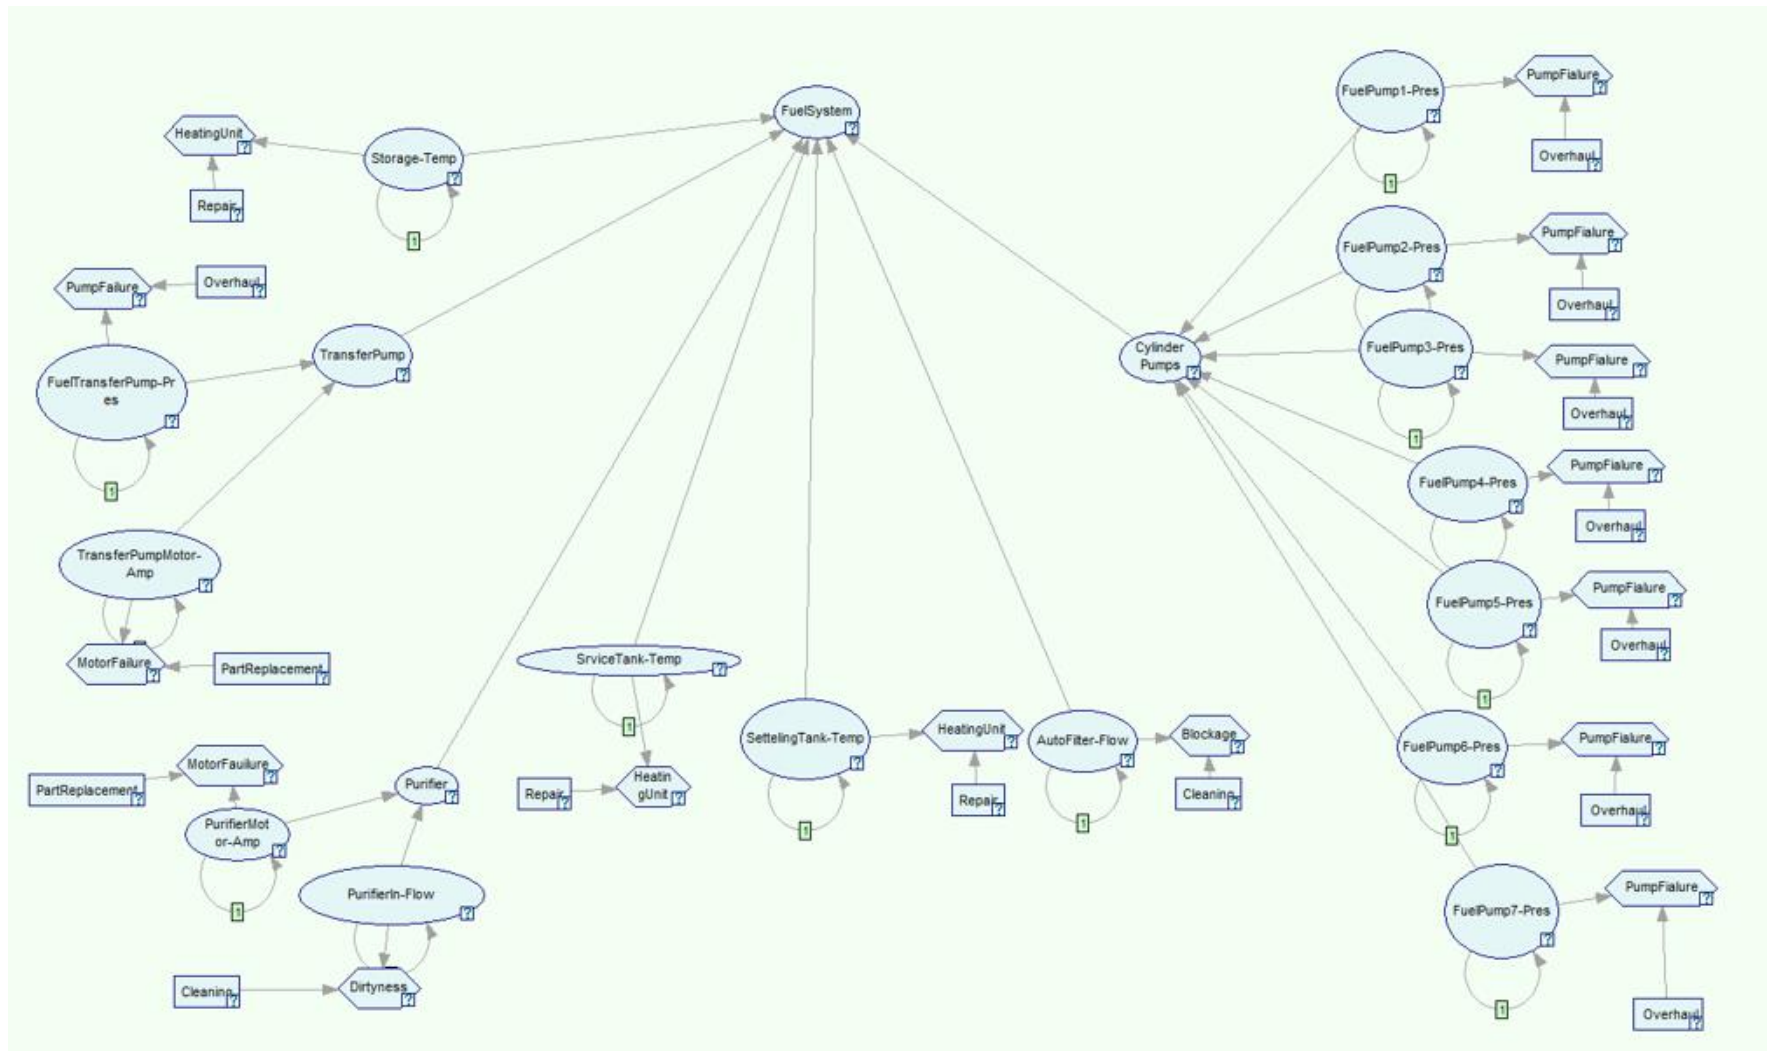 FuelSystem
?
HeatingUnit
?
Storage-Temp
?
Repair
?
1
PumpFailure
?
Overhaul
?
TransferPump
?
FuelTransferPump-Pr
es
?
1
TransferPumpMotor-
Amp
?
MotorFailure
?
PartReplacement
?
MotorFauilure
?
PartReplacement
?
Purifier
?
PurifierMot
or-Amp
?
1
PurifierIn-Flow
?
Cleaning
?
Dirtyness
?
SrviceTank-Temp
?
1
Repair
?
Heatin
gUnit
?
SettelingTank-Temp
?
1
HeatingUnit
?
Repair
?
AutoFilter-Flow
?
1
Blockage
?
Cleaning
?
Cylinder
Pumps
?
FuelPump1-Pres
?
1
PumpFialure
?
Overhaul
?
FuelPump2-Pres
?
PumpFialure
?
Overhaul
?
FuelPump3-Pres
?
1
PumpFialure
?
Overhaul
?
FuelPump4-Pres
?
PumpFialure
?
Overhaul
?
FuelPump5-Pres
?
1
PumpFialure
?
Overhaul
?
FuelPump6-Pres
?
1
PumpFialure
?
Overhaul
?
FuelPump7-Pres
?
1
PumpFialure
?
Overhaul
?